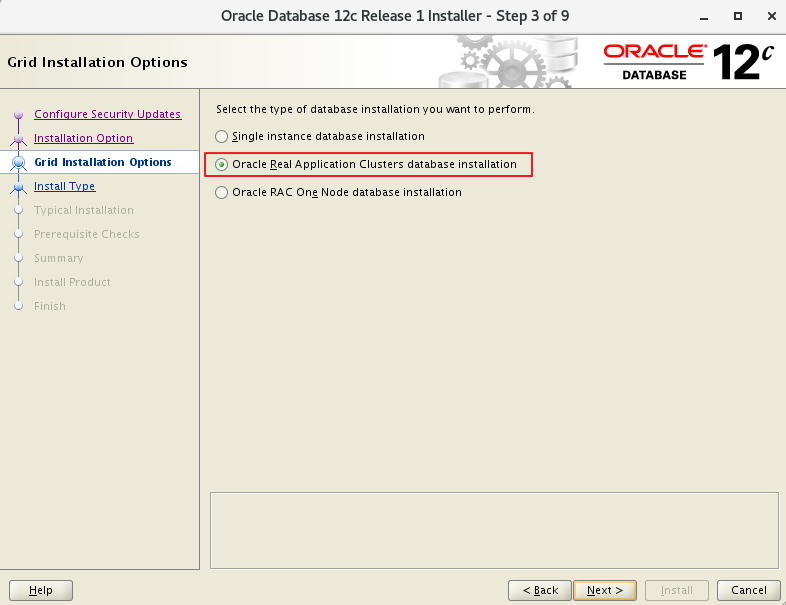 Oracle Database 12c Release 1 Installer - Step 3 of 9
Grid Installation Options
ORACLE
DATABASE
12c
Configure Security Updates
Installation Option
Grid Installation Options
Install Type
Typical Installation
Prerequisite Checks
Summary
Install Product
Finish
Select the type of database installation you want to perform.
Single instance database installation
Oracle Real Application Clusters database installation
Oracle RAC One Node database installation
Help
< Back
Next >
Install
Cancel